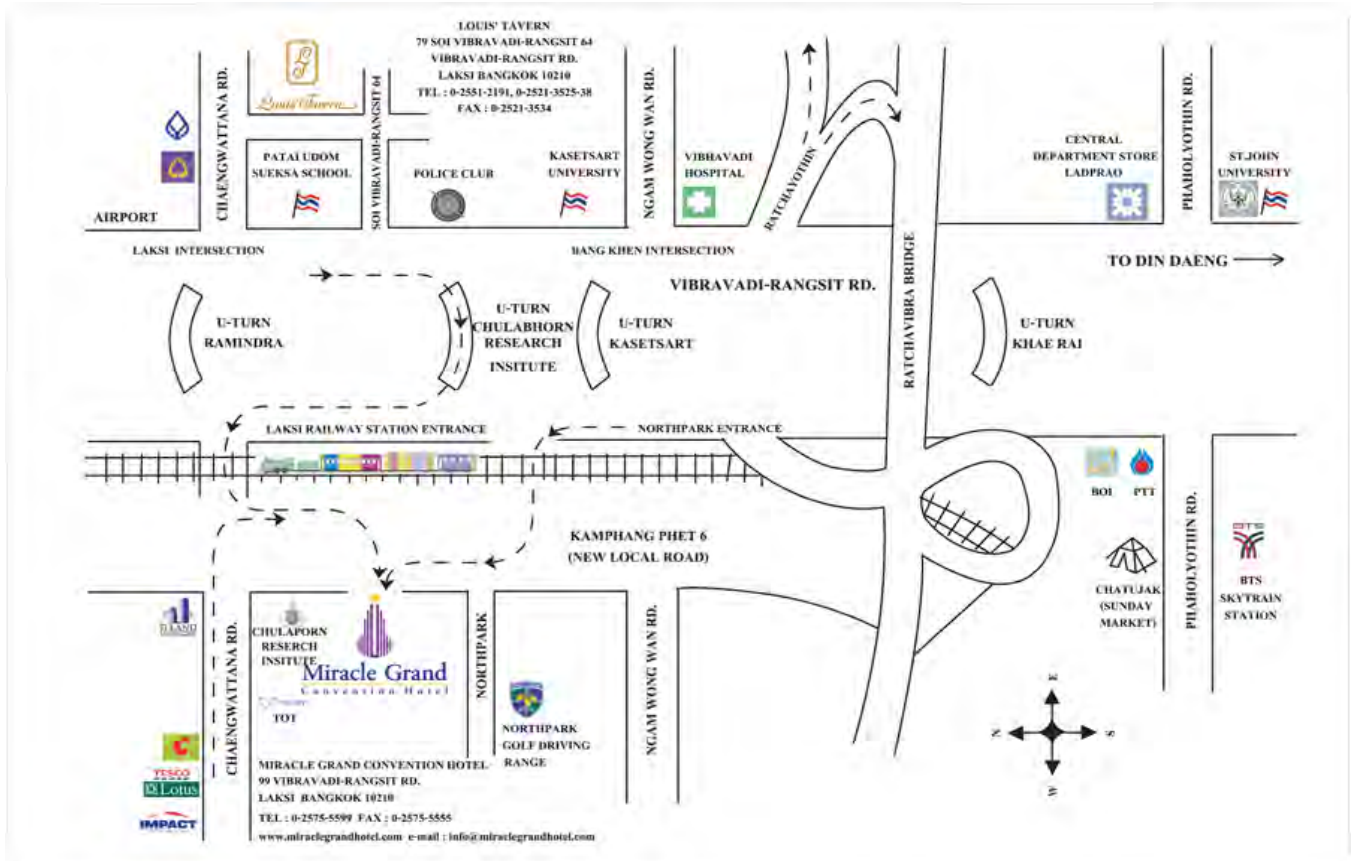 LOUIS' TAVERN
79 SOI VIBRAVADI-RANGSIT 64
VIBRAVADI-RANGSIT RD.
LAKSI BANGKOK 10210
TEL : 0-2551-2191, 0-2521-3525-38
FAX : 0-2521-3534
Louis' Tavern
CHAENGWATTANA RD.
SOI VIBRAVADI-RANGSIT 64
NGAM WONG WAN RD.
PHAHOLYOTHIN RD.
PATAI UDOM
SUEKSA SCHOOL
POLICE CLUB
KASETSART
UNIVERSITY
VIBHAVADI
HOSPITAL
RATCHAYOTHIN
CENTRAL
DEPARTMENT STORE
LADPRAO
ST.JOHN
UNIVERSITY
AIRPORT
LAKSI INTERSECTION
BANG KHEN INTERSECTION
VIBRAVADI-RANGSIT RD.
TO DIN DAENG
U-TURN
RAMINDRA
U-TURN
CHULABHORN
RESEARCH
INSITUTE
U-TURN
KASETSART
RATCHAVIBRA BRIDGE
U-TURN
KHAE RAI
LAKSI RAILWAY STATION ENTRANCE
NORTHPARK ENTRANCE
BOI
PTT
KAMPHANG PHET 6
(NEW LOCAL ROAD)
CHATUJAK
(SUNDAY
MARKET)
PHAHOLYOTHIN RD.
BTS
BTS
SKYTRAIN
STATION
CHAENGWATTANA RD.
CHULAPORN
RESERCH
INSITUTE
Miracle Grand
Convention Hotel
TOT
NORTHPARK
NORTHPARK
GOLF DRIVING
RANGE
NGAM WONG WAN RD.
N
E
S
W
TESCO
Lotus
IMPACT
MIRACLE GRAND CONVENTION HOTEL
99 VIBRAVADI-RANGSIT RD.
LAKSI BANGKOK 10210
TEL : 0-2575-5599 FAX : 0-2575-5555
www.miraclegrandhotel.com e-mail : info@miraclegrandhotel.com